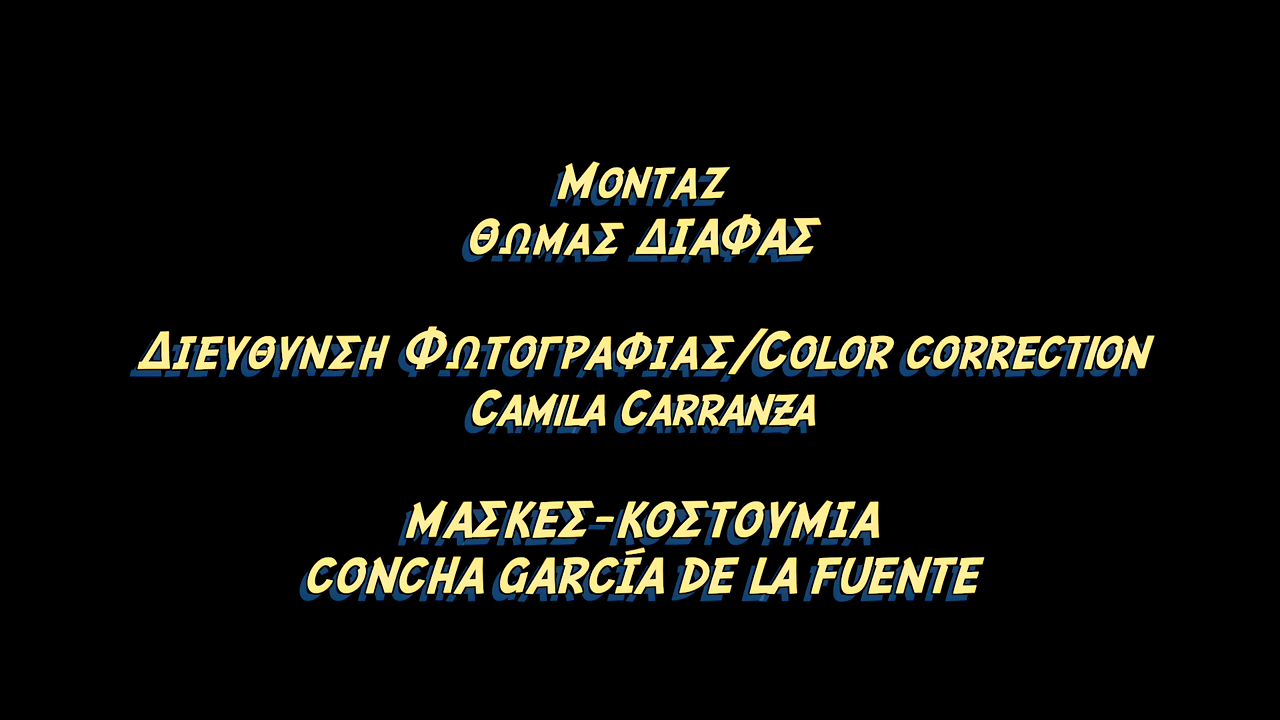 Μονταζ
Θωμας ΔΙΑΦΑΣ
Διευθυνση Φωτογραφιας/Color correction
Camila Carranza
ΜΑΣΚΕΣ-ΚΟΣΤΟΥΜΙΑ
CONCHA GARCÍA DE LA FUENTE